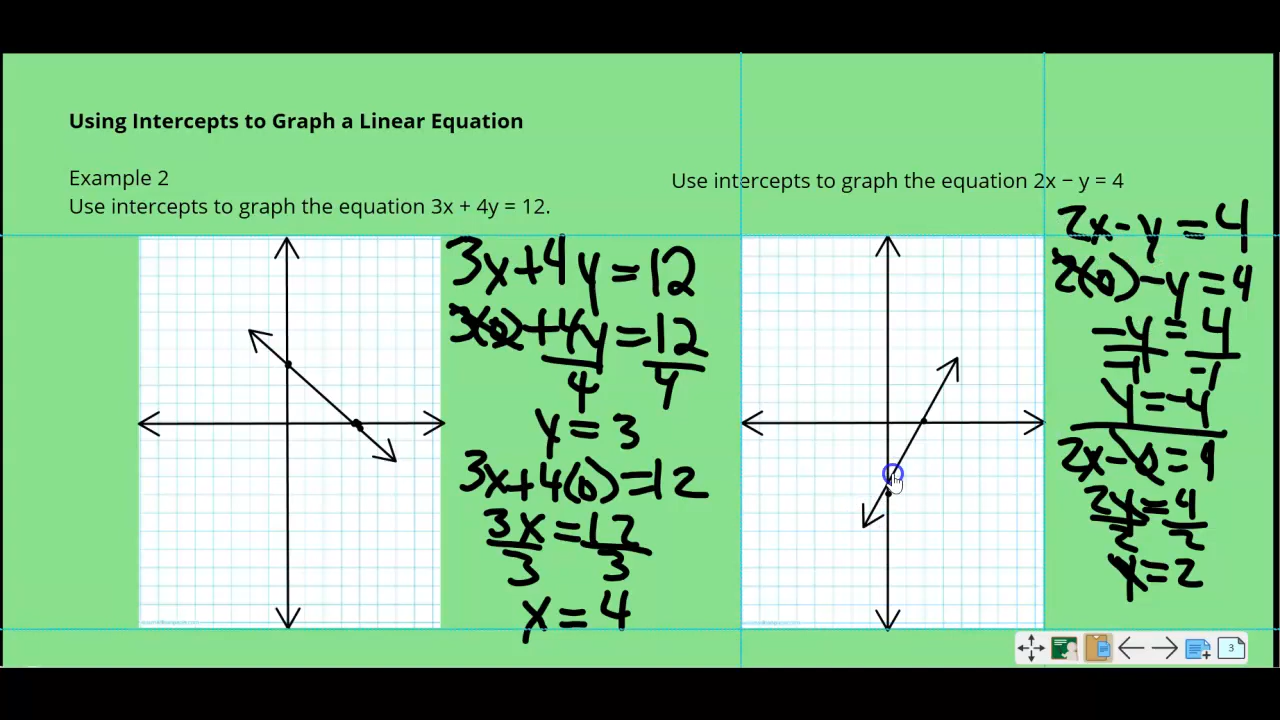 Using Intercepts to Graph a Linear Equation
Example 2
Use intercepts to graph the equation 3x + 4y = 12.
3x+4y=12
3(0)+4y=12
4 4
y=3
3x+4(0)=12
3x=12
3 3
x=4
Use intercepts to graph the equation 2x − y = 4
2x-y=4
2(0)-y=4
-y=4
-1 -1
y=-4
2x-0=4
2x=4
2 2
x=2
3